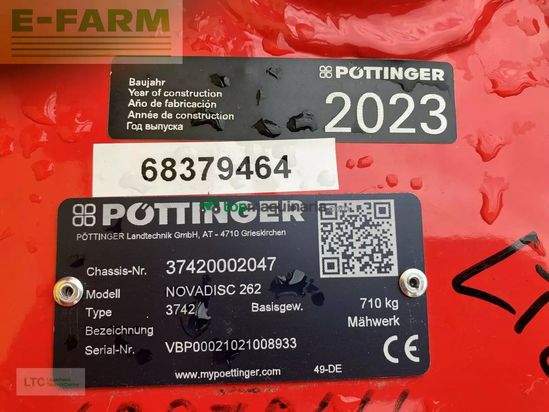 E-FARM
Baujahr
Year of construction
Año de fabricación
Année de construction
Год выпуска
PÖTTINGER
2023
68379464
PÖTTINGER
tormaquinaria
PÖTTINGER Landtechnik GmbH, AT - 4710 Grieskirchen
Chassis-Nr. 37420002047
Modell NOVADISC 262
Type 3742 Basisgew. 710 kg
Bezeichnung Mähwerk
Serial-Nr. VBP00021021008933
CE
www.mypoettinger.com 49-DE
LTC